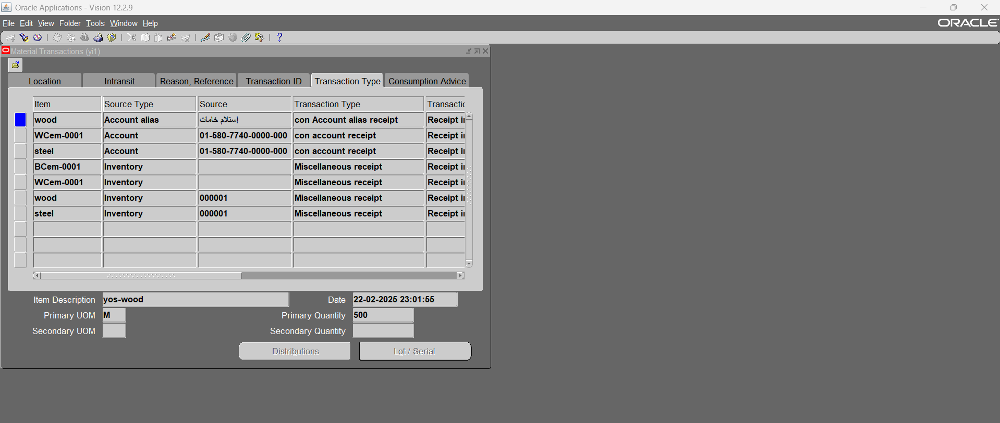 Oracle Applications - Vision 12.2.9
File Edit View Folder Tools Window Help
ORACLE
Material Transactions (yi1)
Location Intransit Reason, Reference Transaction ID Transaction Type Consumption Advice
Item Source Type Source Transaction Type Transactic
wood Account alias إستلام خامات con Account alias receipt Receipt i
WCem-0001 Account 01-580-7740-0000-000 con account receipt Receipt i
steel Account 01-580-7740-0000-000 con account receipt Receipt i
BCem-0001 Inventory Miscellaneous receipt Receipt i
WCem-0001 Inventory Miscellaneous receipt Receipt i
wood Inventory 000001 Miscellaneous receipt Receipt i
steel Inventory 000001 Miscellaneous receipt Receipt i
Item Description yos-wood Date 22-02-2025 23:01:55
Primary UOM M Primary Quantity 500
Secondary UOM Secondary Quantity
Distributions Lot / Serial